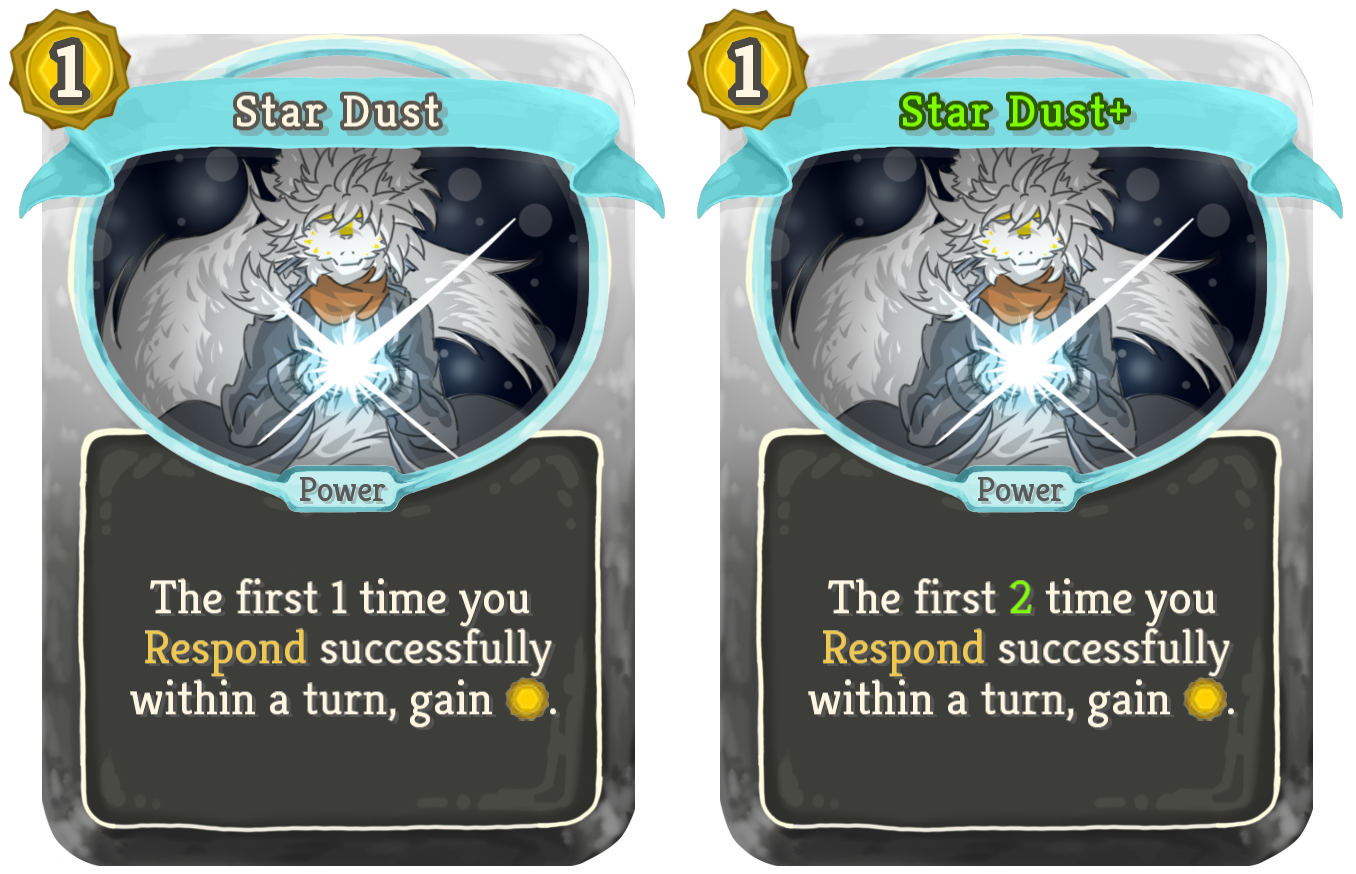 1
Star Dust
Power
The first 1 time you
Respond successfully
within a turn, gain .
1
Star Dust+
Power
The first 2 time you
Respond successfully
within a turn, gain .